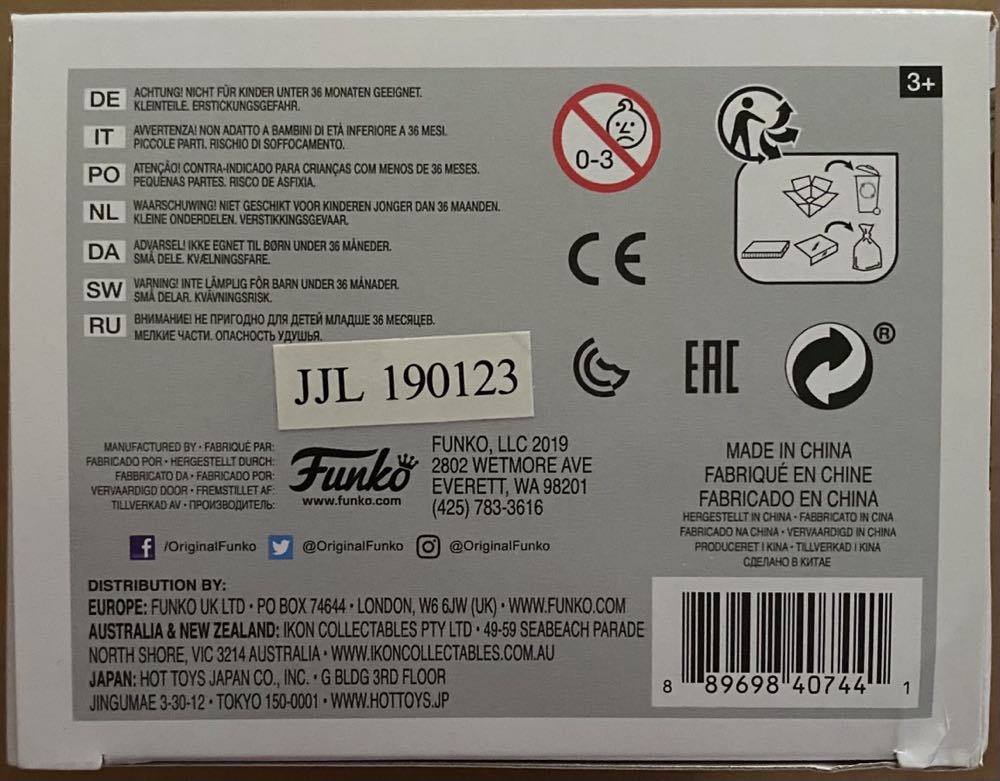 3+
DE
ACHTUNG! NICHT FÜR KINDER UNTER 36 MONATEN GEEIGNET.
KLEINTEILE. ERSTICKUNGSGEFAHR.
IT
AVVERTENZA! NON ADATTO A BAMBINI DI ETÀ INFERIORE A 36 MESI.
PICCOLE PARTI. RISCHIO DI SOFFOCAMENTO.
PO
ATENÇÃO! CONTRA-INDICADO PARA CRIANÇAS COM MENOS DE 36 MESES.
PEQUENAS PARTES. RISCO DE ASFIXIA.
NL
WAARSCHUWING! NIET GESCHIKT VOOR KINDEREN JONGER DAN 36 MAANDEN.
KLEINE ONDERDELEN. VERSTIKKINGSGEVAAR.
DA
ADVARSEL! IKKE EGNET TIL BØRN UNDER 36 MÅNEDER.
SMÅ DELE. KVÆLNINGSFARE.
SW
VARNING! INTE LÄMPLIG FÖR BARN UNDER 36 MÅNADER.
SMÅ DELAR. KVÄVNINGSRISK.
RU
ВНИМАНИЕ! НЕ ПРИГОДНО ДЛЯ ДЕТЕЙ МЛАДШЕ 36 МЕСЯЦЕВ.
МЕЛКИЕ ЧАСТИ. ОПАСНОСТЬ УДУШЬЯ.
0-3
CE
EAC
®
JJL 190123
MANUFACTURED BY • FABRIQUÉ PAR:
FABRICADO POR • HERGESTELLT DURCH:
FABBRICATO DA • FABRICADO POR:
VERVAARDIGD DOOR • FREMSTILLET AF:
TILLVERKAD AV • ПРОИЗВОДИТЕЛЬ:
Funko
www.funko.com
FUNKO, LLC 2019
2802 WETMORE AVE
EVERETT, WA 98201
(425) 783-3616
MADE IN CHINA
FABRIQUÉ EN CHINE
FABRICADO EN CHINA
HERGESTELLT IN CHINA • FABBRICATO IN CINA
FABRICADO NA CHINA • VERVAARDIGD IN CHINA
PRODUCERET I KINA • TILLVERKAD I KINA
СДЕЛАНО В КИТАЕ
f /OriginalFunko @OriginalFunko @OriginalFunko
DISTRIBUTION BY:
EUROPE: FUNKO UK LTD • PO BOX 74644 • LONDON, W6 6JW (UK) • WWW.FUNKO.COM
AUSTRALIA & NEW ZEALAND: IKON COLLECTABLES PTY LTD • 49-59 SEABEACH PARADE
NORTH SHORE, VIC 3214 AUSTRALIA • WWW.IKONCOLLECTABLES.COM.AU
JAPAN: HOT TOYS JAPAN CO., INC. • G BLDG 3RD FLOOR
JINGUMAE 3-30-12 • TOKYO 150-0001 • WWW.HOTTOYS.JP
8 89698 40744 1